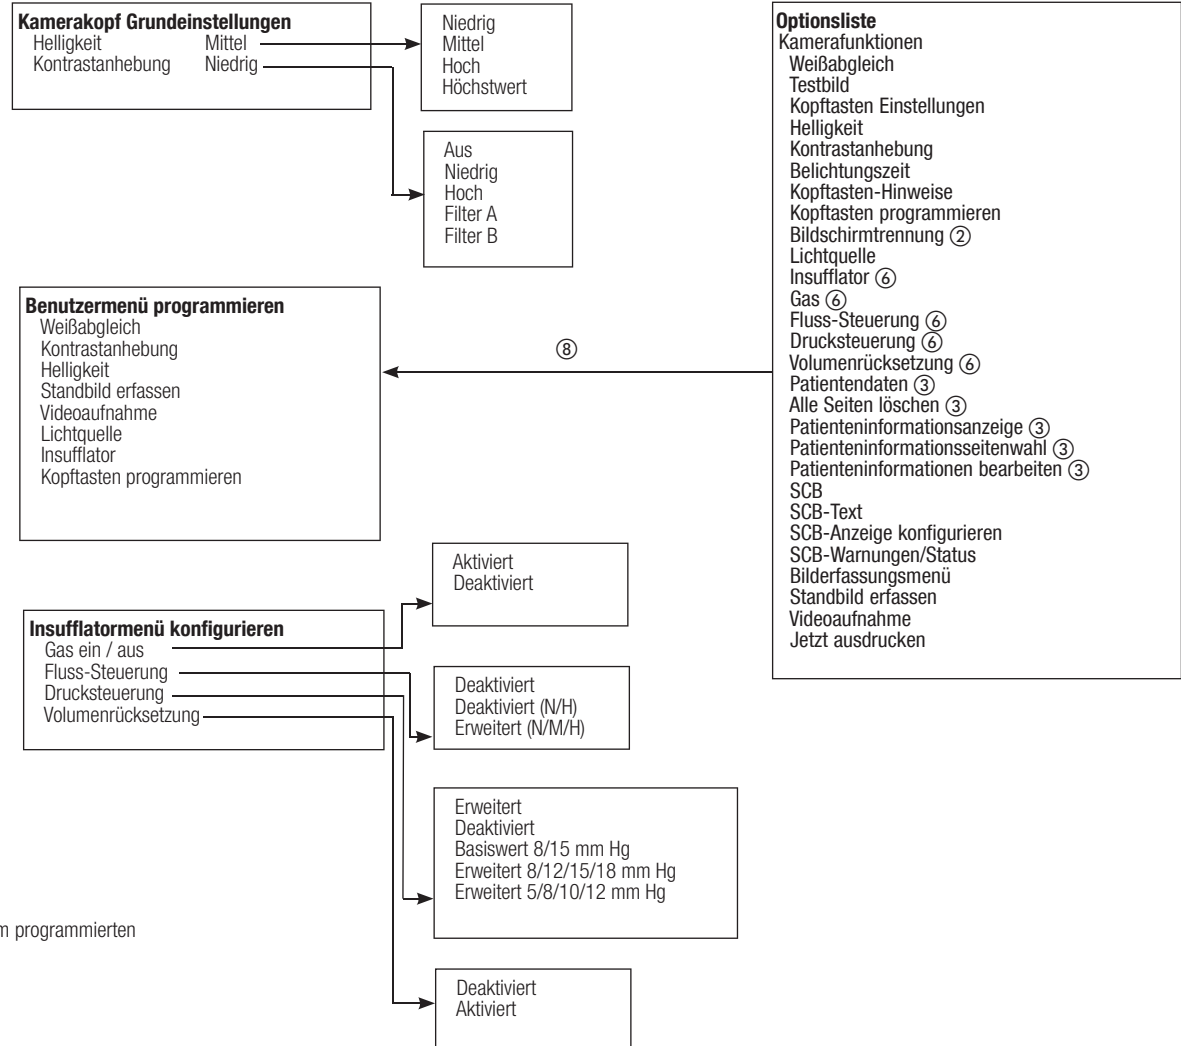 Kamerakopf Grundeinstellungen
Helligkeit Mittel
Kontrastanhebung Niedrig
Niedrig
Mittel
Hoch
Höchstwert
Aus
Niedrig
Hoch
Filter A
Filter B
Benutzermenü programmieren
Weißabgleich
Kontrastanhebung
Helligkeit
Standbild erfassen
Videoaufnahme
Lichtquelle
Insufflator
Kopftasten programmieren
⑧
Optionsliste
Kamerafunktionen
Weißabgleich
Testbild
Kopftasten Einstellungen
Helligkeit
Kontrastanhebung
Belichtungszeit
Kopftasten-Hinweise
Kopftasten programmieren
Bildschirmtrennung ②
Lichtquelle
Insufflator ⑥
Gas ⑥
Fluss-Steuerung ⑥
Drucksteuerung ⑥
Volumenrücksetzung ⑥
Patientendaten ③
Alle Seiten löschen ③
Patienteninformationsanzeige ③
Patienteninformationsseitenwahl ③
Patienteninformationen bearbeiten ③
SCB
SCB-Text
SCB-Anzeige konfigurieren
SCB-Warnungen/Status
Bilderfassungsmenü
Standbild erfassen
Videoaufnahme
Jetzt ausdrucken
Insufflatormenü konfigurieren
Gas ein / aus
Fluss-Steuerung
Drucksteuerung
Volumenrücksetzung
Aktiviert
Deaktiviert
Deaktiviert
Deaktiviert (N/H)
Erweitert (N/M/H)
Erweitert
Deaktiviert
Basiswert 8/15 mm Hg
Erweitert 8/12/15/18 mm Hg
Erweitert 5/8/10/12 mm Hg
Deaktiviert
Aktiviert
m programmierten